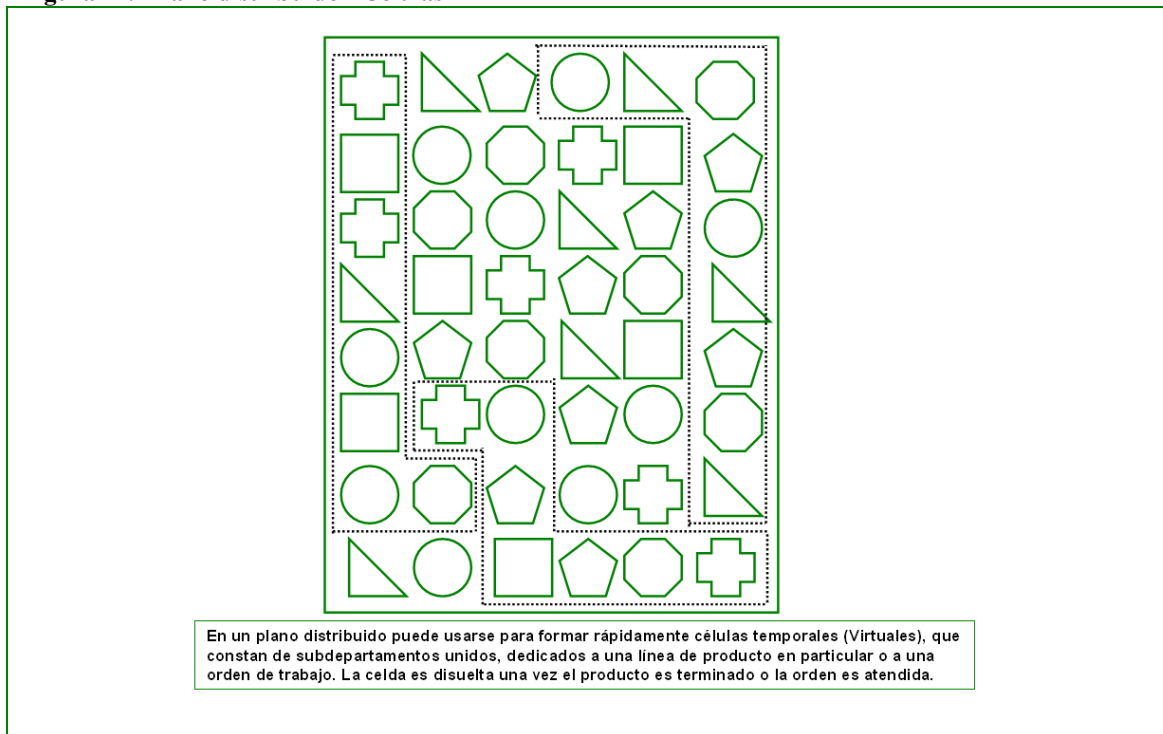 En un plano distribuido puede usarse para formar rápidamente células temporales (Virtuales), que
constan de subdepartamentos unidos, dedicados a una línea de producto en particular o a una
orden de trabajo. La celda es disuelta una vez el producto es terminado o la orden es atendida.